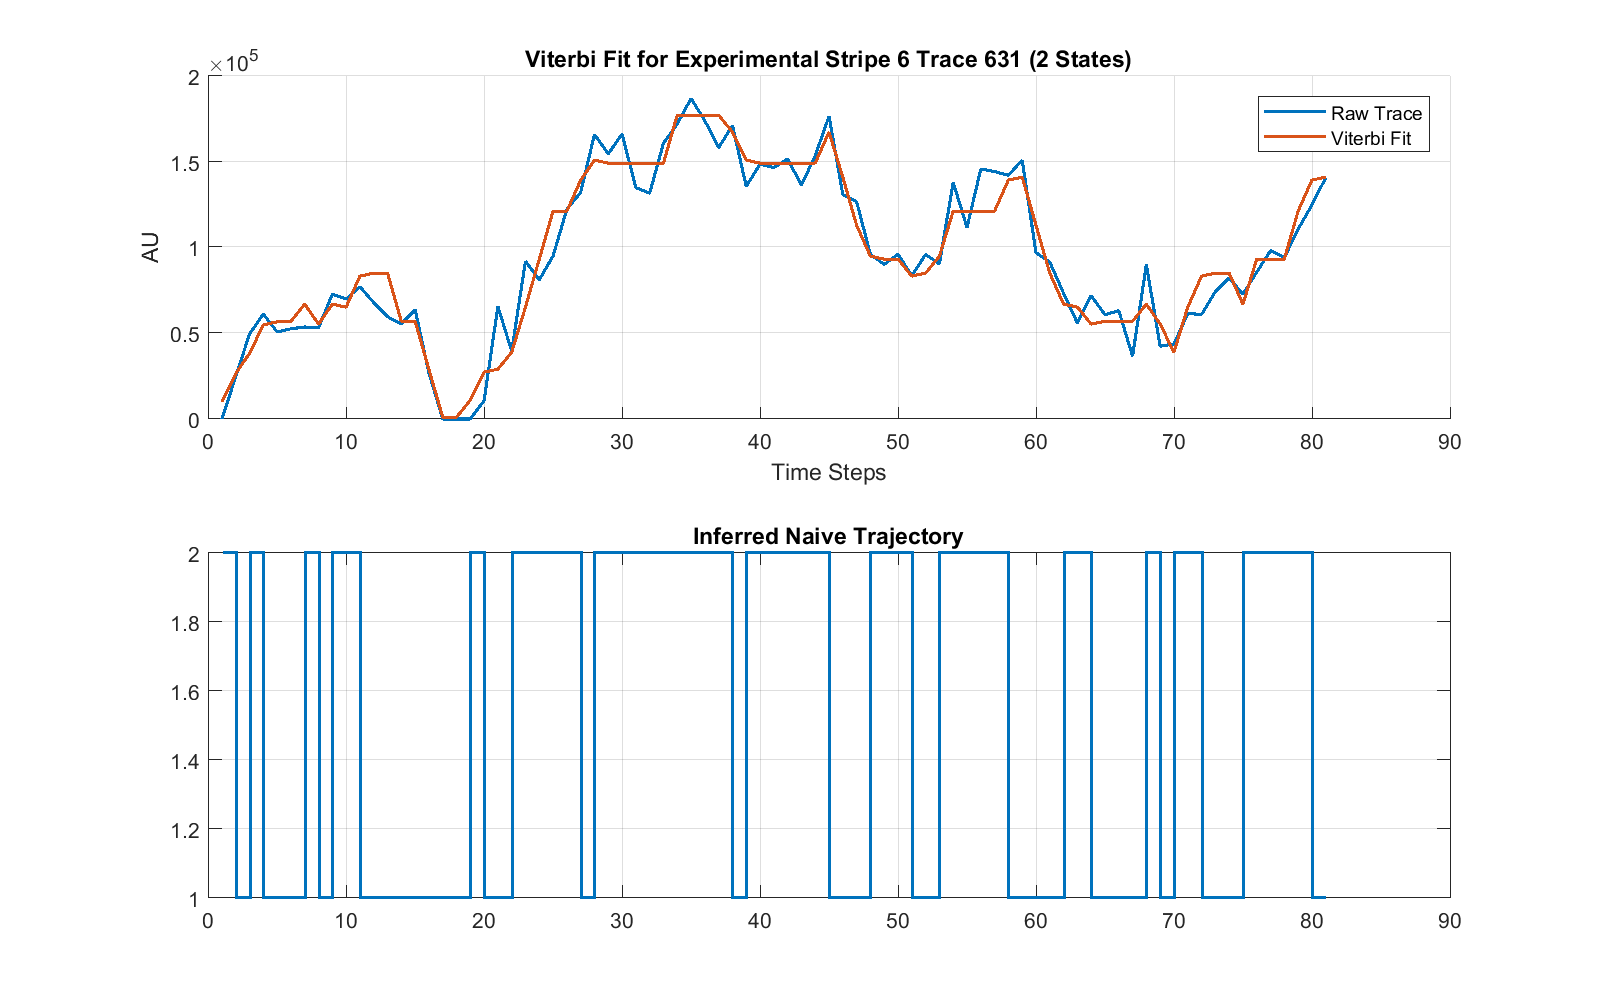 Viterbi Fit for Experimental Stripe 6 Trace 631 (2 States)
×10⁵
2
1.5
1
0.5
0
AU
Raw Trace
Viterbi Fit
0 10 20 30 40 50 60 70 80 90
Time Steps
Inferred Naive Trajectory
2
1.8
1.6
1.4
1.2
1
0 10 20 30 40 50 60 70 80 90